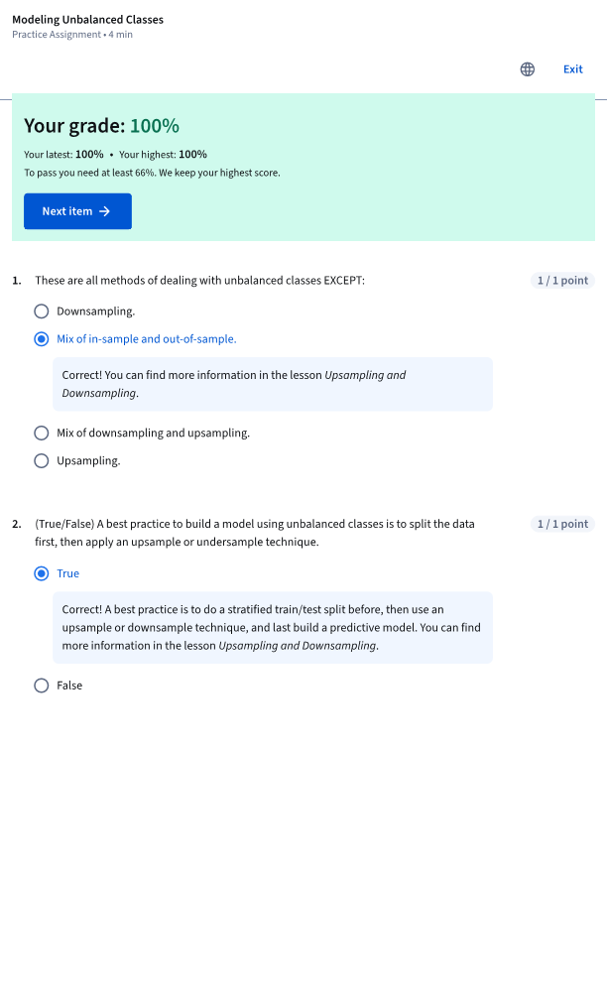 Modeling Unbalanced Classes
Practice Assignment • 4 min
Exit
Your grade: 100%
Your latest: 100% • Your highest: 100%
To pass you need at least 66%. We keep your highest score.
Next item →
1. These are all methods of dealing with unbalanced classes EXCEPT: 1 / 1 point
Downsampling.
Mix of in-sample and out-of-sample.
Correct! You can find more information in the lesson Upsampling and
Downsampling.
Mix of downsampling and upsampling.
Upsampling.
2. (True/False) A best practice to build a model using unbalanced classes is to split the data 1 / 1 point
first, then apply an upsample or undersample technique.
True
Correct! A best practice is to do a stratified train/test split before, then use an
upsample or downsample technique, and last build a predictive model. You can find
more information in the lesson Upsampling and Downsampling.
False